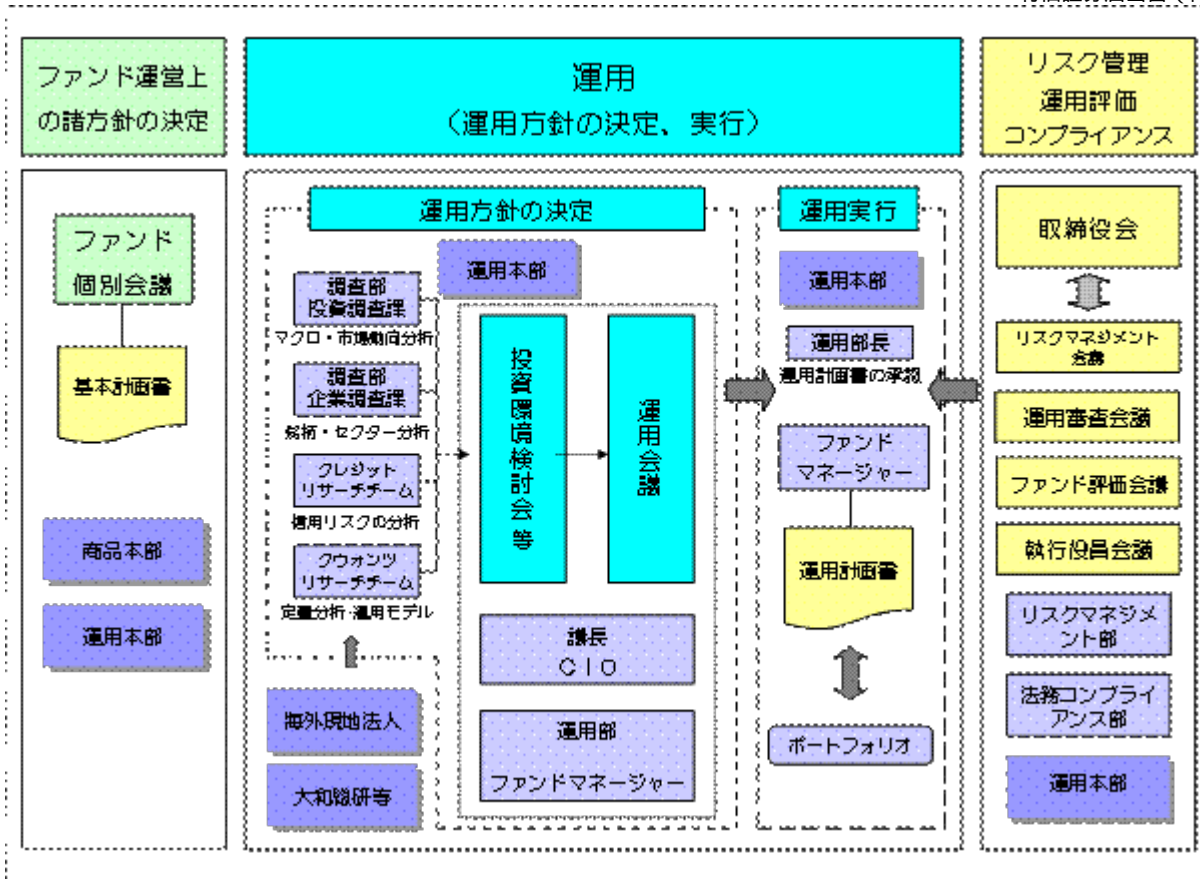 ファンド運営上
の諸方針の決定
運用
（運用方針の決定、実行）
リスク管理
運用評価
コンプライアンス
ファンド
個別会議
基本計画書
商品本部
運用本部
運用方針の決定
運用本部
調査部
投資調査課
マクロ・市場動向分析
調査部
企業調査課
銘柄・セクター分析
クレジット
リサーチチーム
信用リスクの分析
クウォンツ
リサーチチーム
定量分析・運用モデル
海外現地法人
大和総研等
投資環境検討会等
運用会議
議長
ＣＩＯ
運用部
ファンドマネージャー
運用実行
運用本部
運用部長
運用計画書の承認
ファンド
マネージャー
運用計画書
ポートフォリオ
取締役会
リスクマネジメント
会議
運用審査会議
ファンド評価会議
執行役員会議
リスクマネジメ
ント部
法務コンプライ
アンス部
運用本部